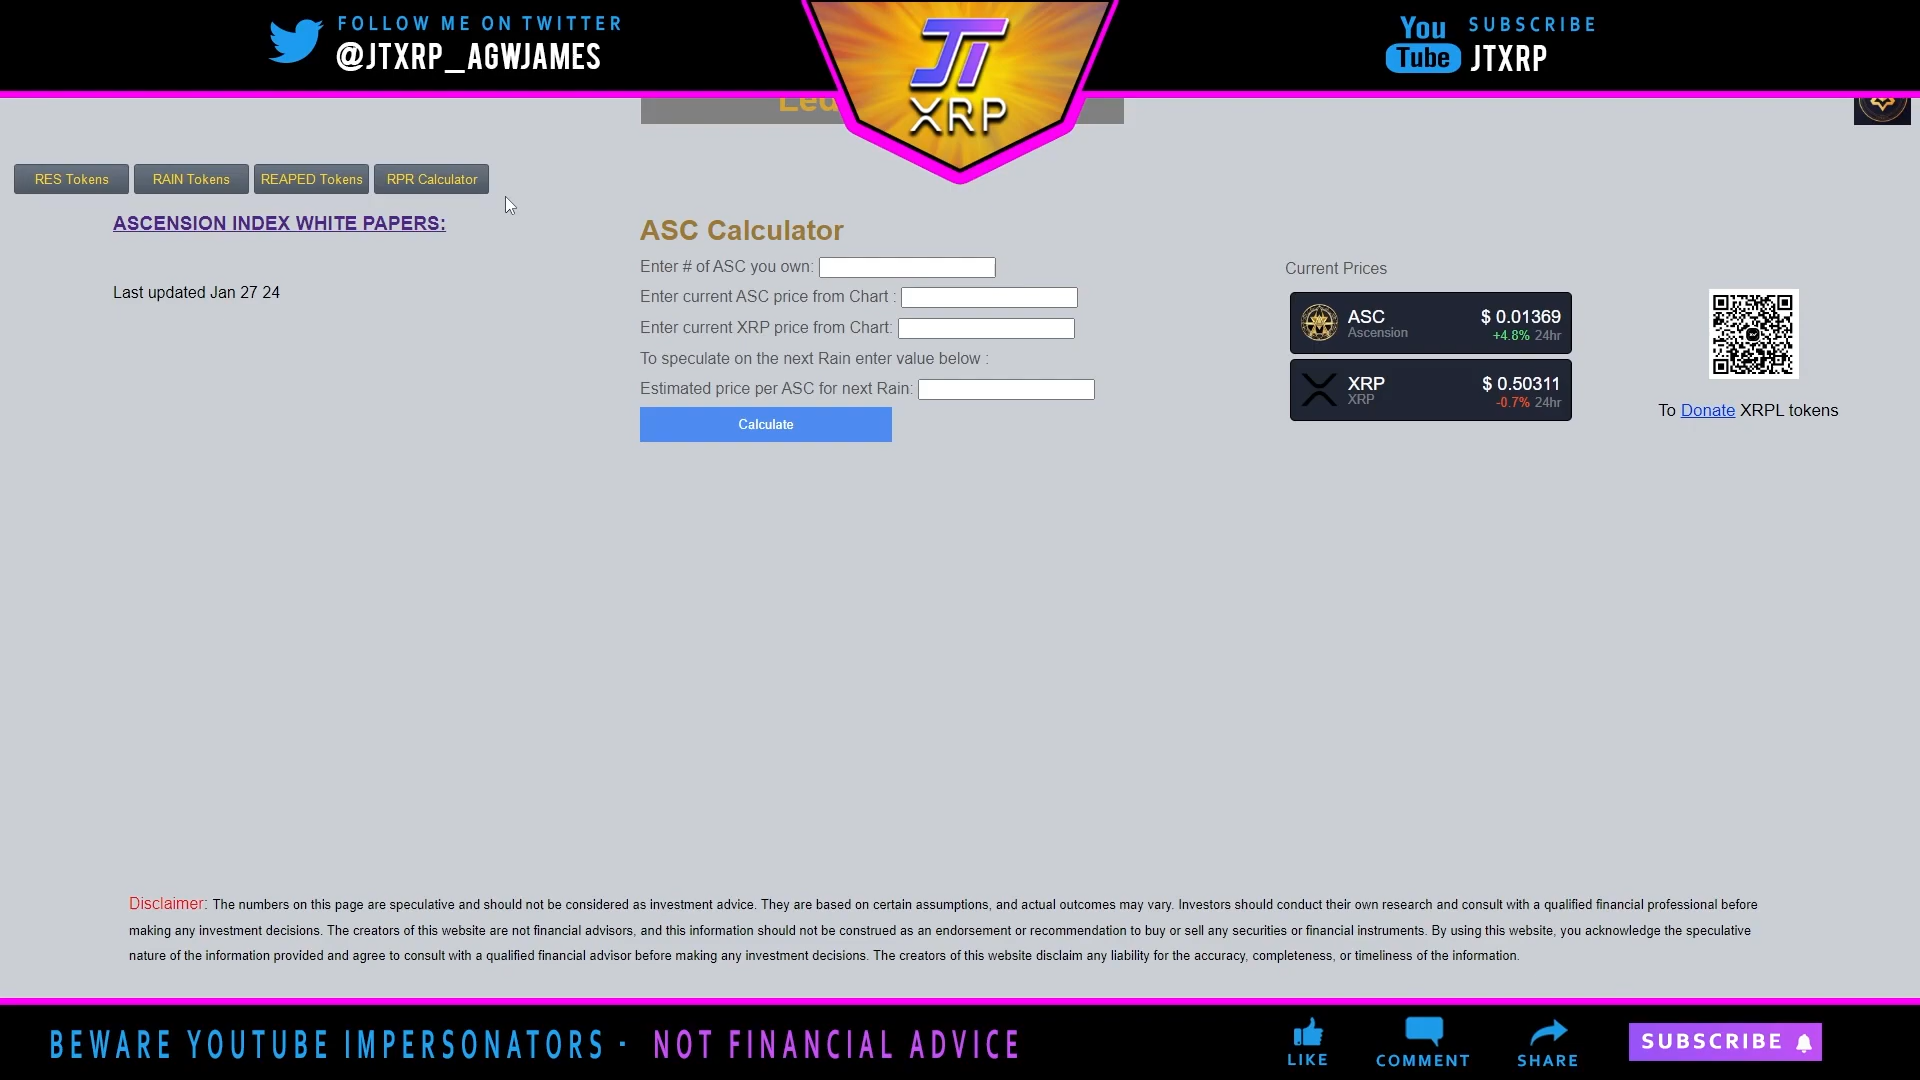 FOLLOW ME ON TWITTER
@JTXRP_AGWJAMES
JT
XRP
You
Tube
SUBSCRIBE
JTXRP
RES Tokens
RAIN Tokens
REAPED Tokens
RPR Calculator
ASCENSION INDEX WHITE PAPERS:
Last updated Jan 27 24
ASC Calculator
Enter # of ASC you own:
Enter current ASC price from Chart :
Enter current XRP price from Chart:
To speculate on the next Rain enter value below :
Estimated price per ASC for next Rain:
Calculate
Current Prices
ASC $ 0.01369
Ascension +4.8% 24hr
XRP $ 0.50311
XRP -0.7% 24hr
To Donate XRPL tokens
Disclaimer: The numbers on this page are speculative and should not be considered as investment advice. They are based on certain assumptions, and actual outcomes may vary. Investors should conduct their own research and consult with a qualified financial professional before
making any investment decisions. The creators of this website are not financial advisors, and this information should not be construed as an endorsement or recommendation to buy or sell any securities or financial instruments. By using this website, you acknowledge the speculative
nature of the information provided and agree to consult with a qualified financial advisor before making any investment decisions. The creators of this website disclaim any liability for the accuracy, completeness, or timeliness of the information.
BEWARE YOUTUBE IMPERSONATORS - NOT FINANCIAL ADVICE
LIKE
COMMENT
SHARE
SUBSCRIBE